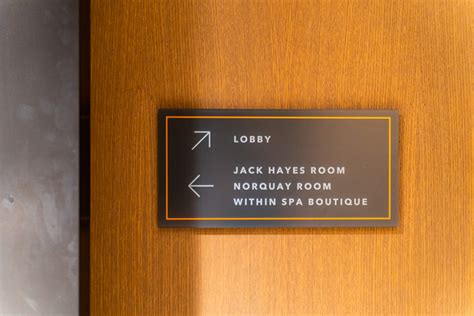 LOBBY
JACK HAYES ROOM
NORQUAY ROOM
WITHIN SPA BOUTIQUE